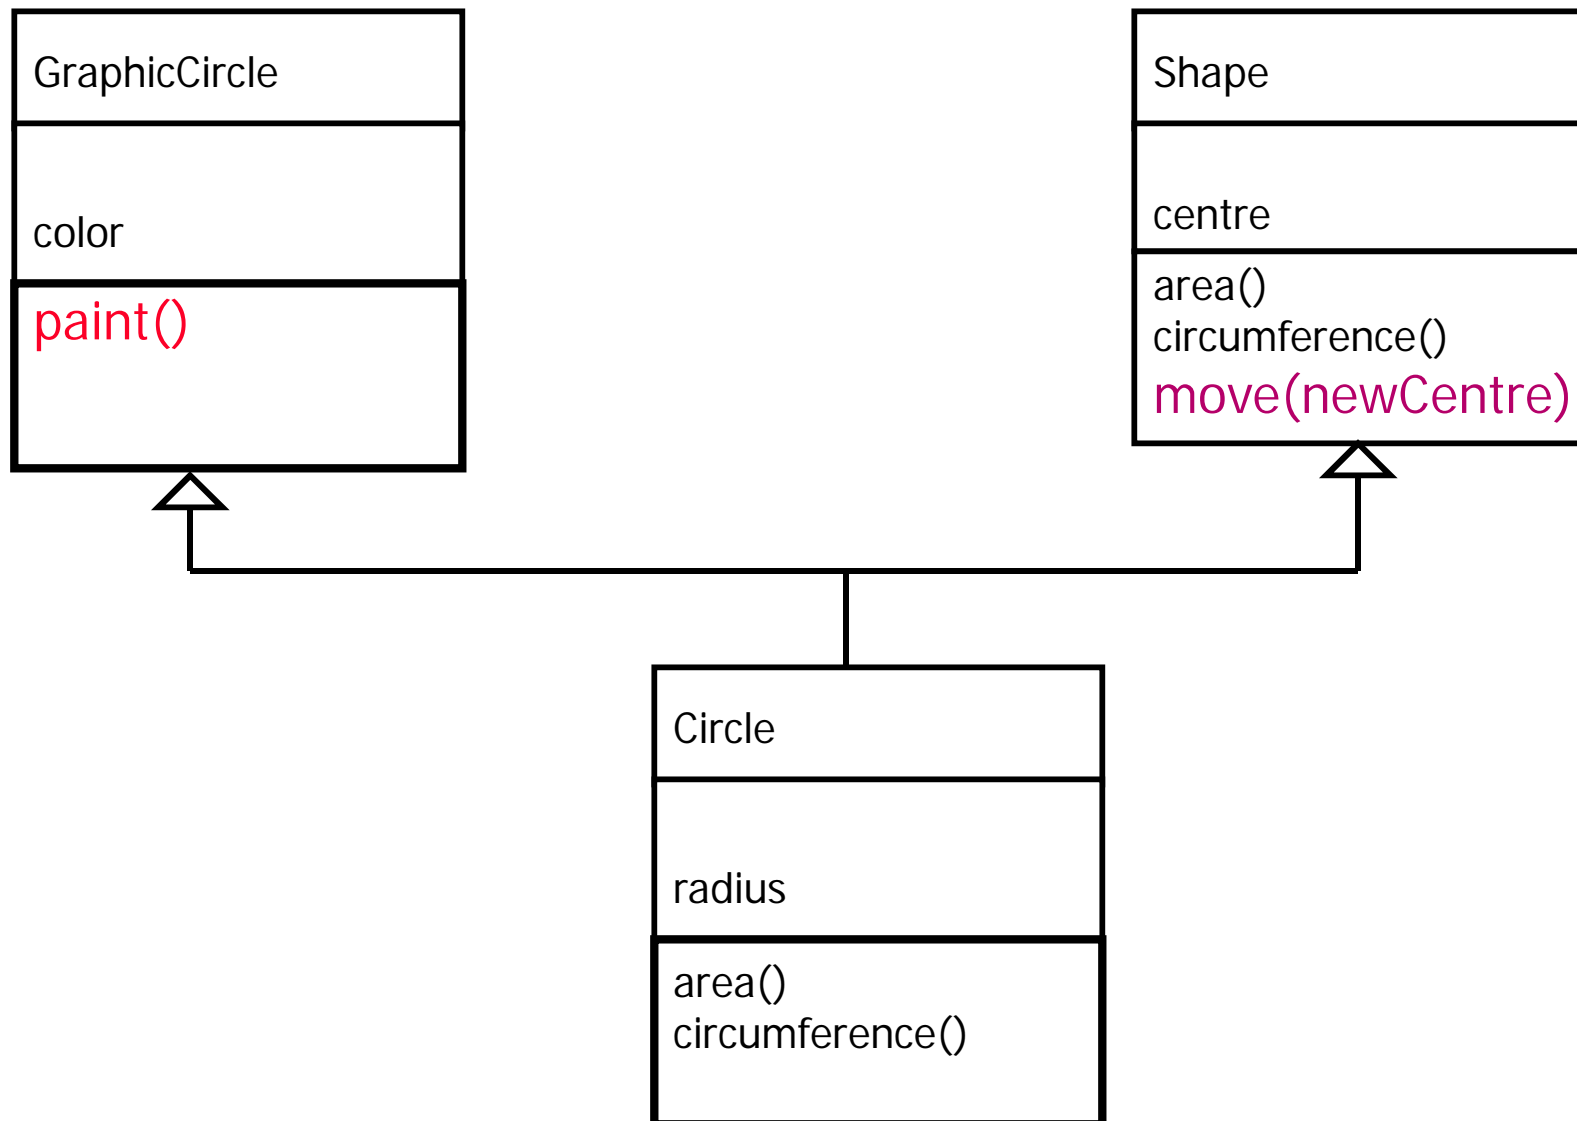 GraphicCircle
color
paint()
Shape
centre
area()
circumference()
move(newCentre)
Circle
radius
area()
circumference()